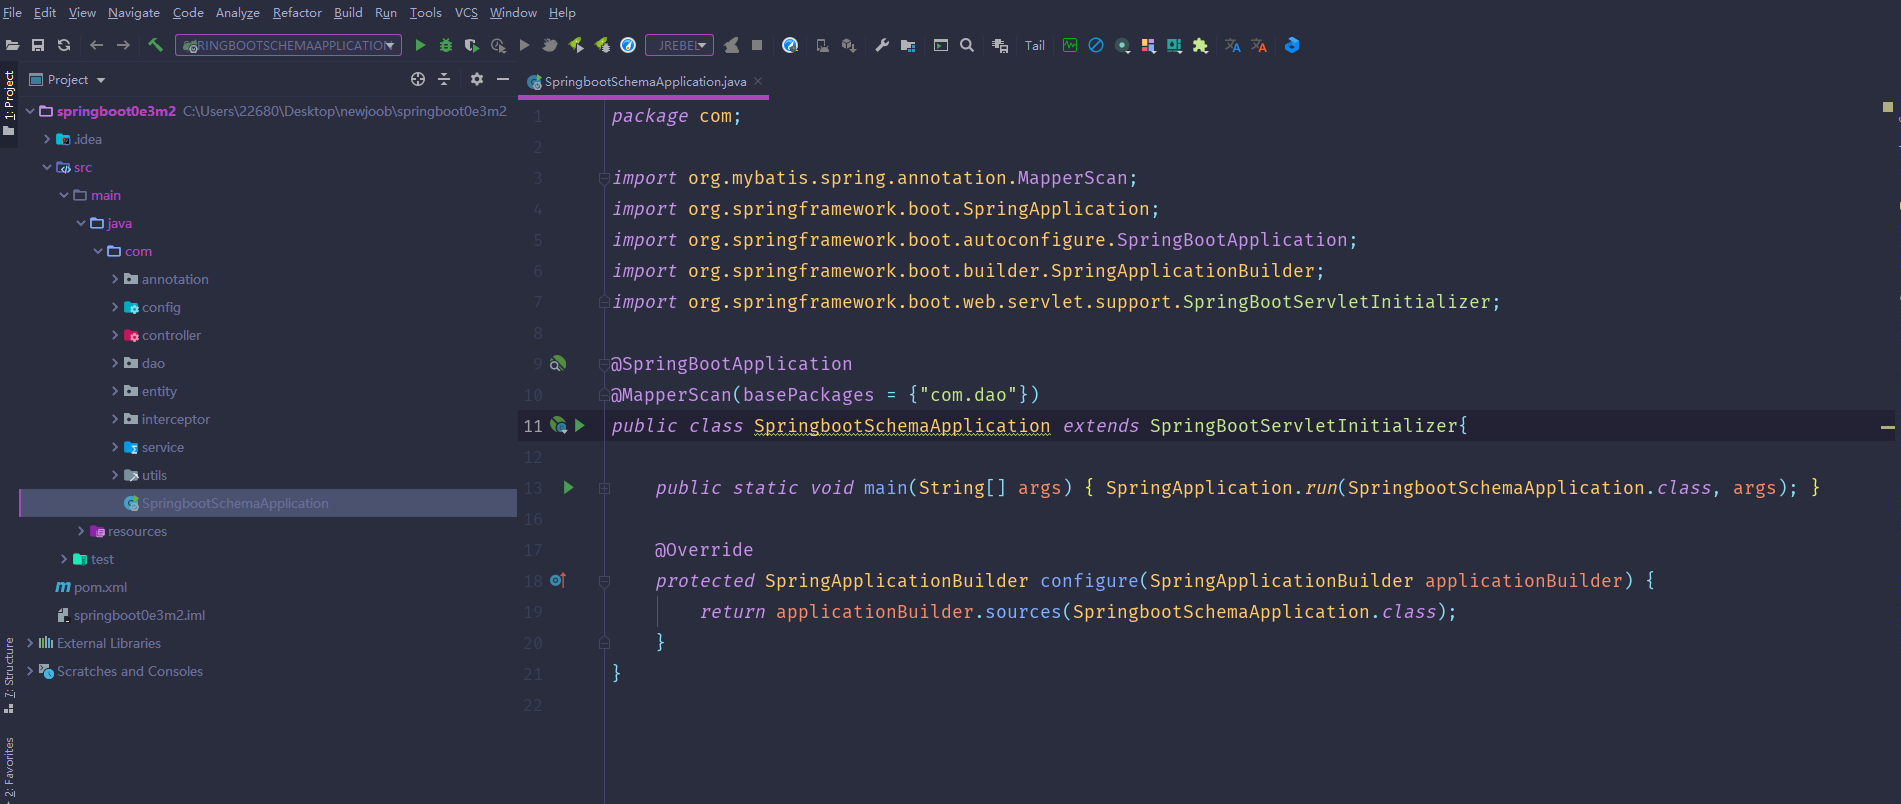 File Edit View Navigate Code Analyze Refactor Build Run Tools VCS Window Help
SPRINGBOOTSCHEMAAPPLICATION JREBEL Tail
1: Project
7: Structure
2: Favorites
Project
springboot0e3m2 C:\Users\22680\Desktop\newjoob\springboot0e3m2
.idea
src
main
java
com
annotation
config
controller
dao
entity
interceptor
service
utils
SpringbootSchemaApplication
resources
test
pom.xml
springboot0e3m2.iml
External Libraries
Scratches and Consoles
SpringbootSchemaApplication.java
1 package com;
2
3 import org.mybatis.spring.annotation.MapperScan;
4 import org.springframework.boot.SpringApplication;
5 import org.springframework.boot.autoconfigure.SpringBootApplication;
6 import org.springframework.boot.builder.SpringApplicationBuilder;
7 import org.springframework.boot.web.servlet.support.SpringBootServletInitializer;
8
9 @SpringBootApplication
10 @MapperScan(basePackages = {"com.dao"})
11 public class SpringbootSchemaApplication extends SpringBootServletInitializer{
12
13 public static void main(String[] args) { SpringApplication.run(SpringbootSchemaApplication.class, args); }
16
17 @Override
18 protected SpringApplicationBuilder configure(SpringApplicationBuilder applicationBuilder) {
19 return applicationBuilder.sources(SpringbootSchemaApplication.class);
20 }
21 }
22